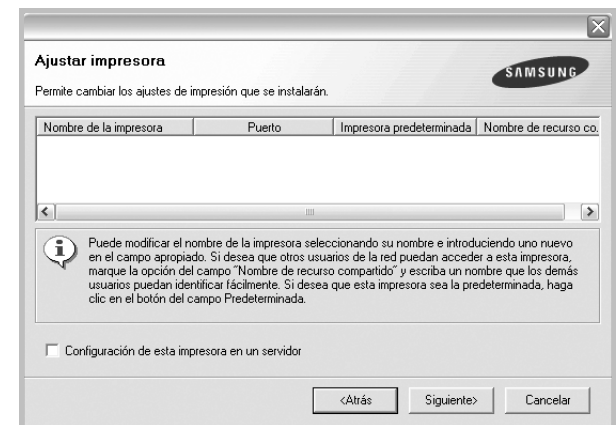 Ajustar impresora
SAMSUNG
Permite cambiar los ajustes de impresión que se instalarán.
Nombre de la impresora Puerto Impresora predeterminada Nombre de recurso co.
Puede modificar el nombre de la impresora seleccionando su nombre e introduciendo uno nuevo
en el campo apropiado. Si desea que otros usuarios de la red puedan acceder a esta impresora,
marque la opción del campo "Nombre de recurso compartido" y escriba un nombre que los demás
usuarios puedan identificar fácilmente. Si desea que esta impresora sea la predeterminada, haga
clic en el botón del campo Predeterminada.
Configuración de esta impresora en un servidor
<Atrás Siguiente> Cancelar